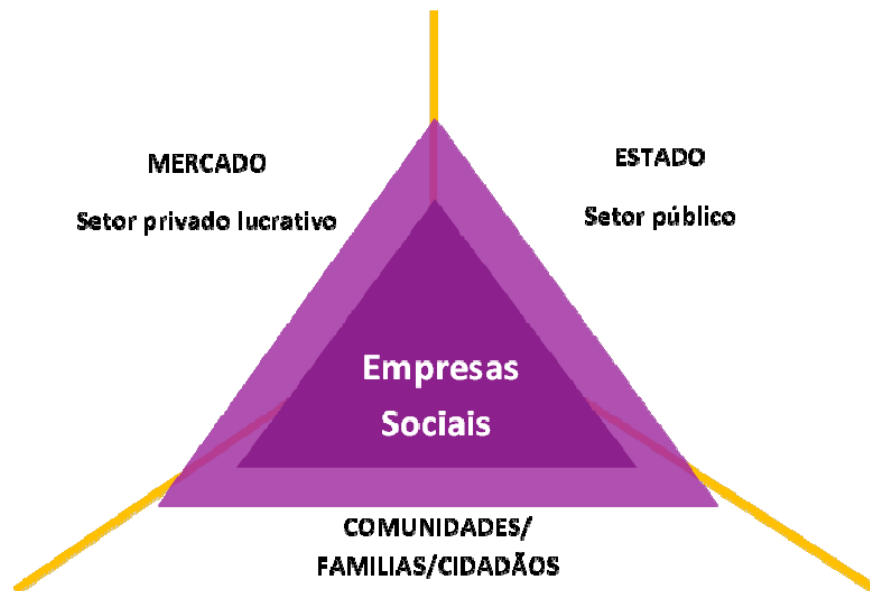 MERCADO
Setor privado lucrativo
ESTADO
Setor público
Empresas
Sociais
COMUNIDADES/
FAMILIAS/CIDADÃOS